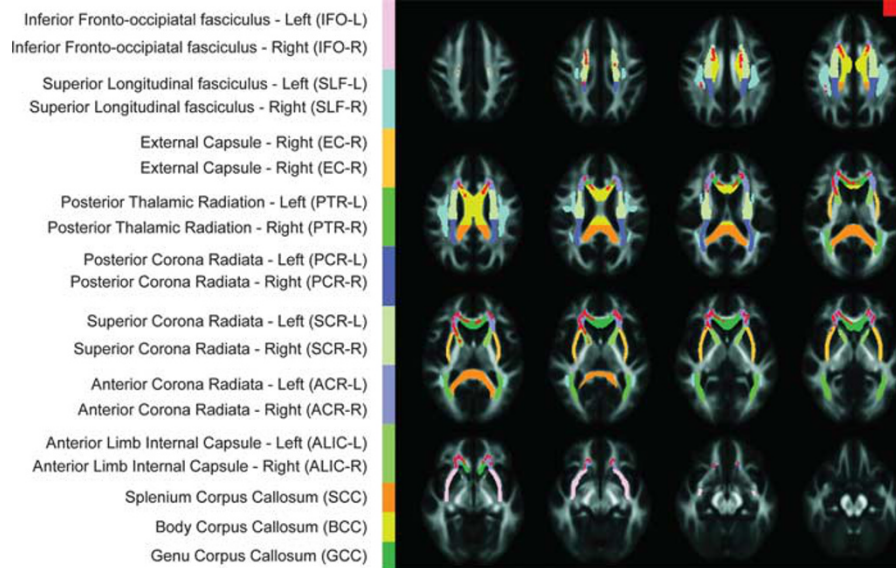 Inferior Fronto-occipiatal fasciculus - Left (IFO-L)
Inferior Fronto-occipiatal fasciculus - Right (IFO-R)
Superior Longitudinal fasciculus - Left (SLF-L)
Superior Longitudinal fasciculus - Right (SLF-R)
External Capsule - Right (EC-R)
External Capsule - Right (EC-R)
Posterior Thalamic Radiation - Left (PTR-L)
Posterior Thalamic Radiation - Right (PTR-R)
Posterior Corona Radiata - Left (PCR-L)
Posterior Corona Radiata - Right (PCR-R)
Superior Corona Radiata - Left (SCR-L)
Superior Corona Radiata - Right (SCR-R)
Anterior Corona Radiata - Left (ACR-L)
Anterior Corona Radiata - Right (ACR-R)
Anterior Limb Internal Capsule - Left (ALIC-L)
Anterior Limb Internal Capsule - Right (ALIC-R)
Splenium Corpus Callosum (SCC)
Body Corpus Callosum (BCC)
Genu Corpus Callosum (GCC)